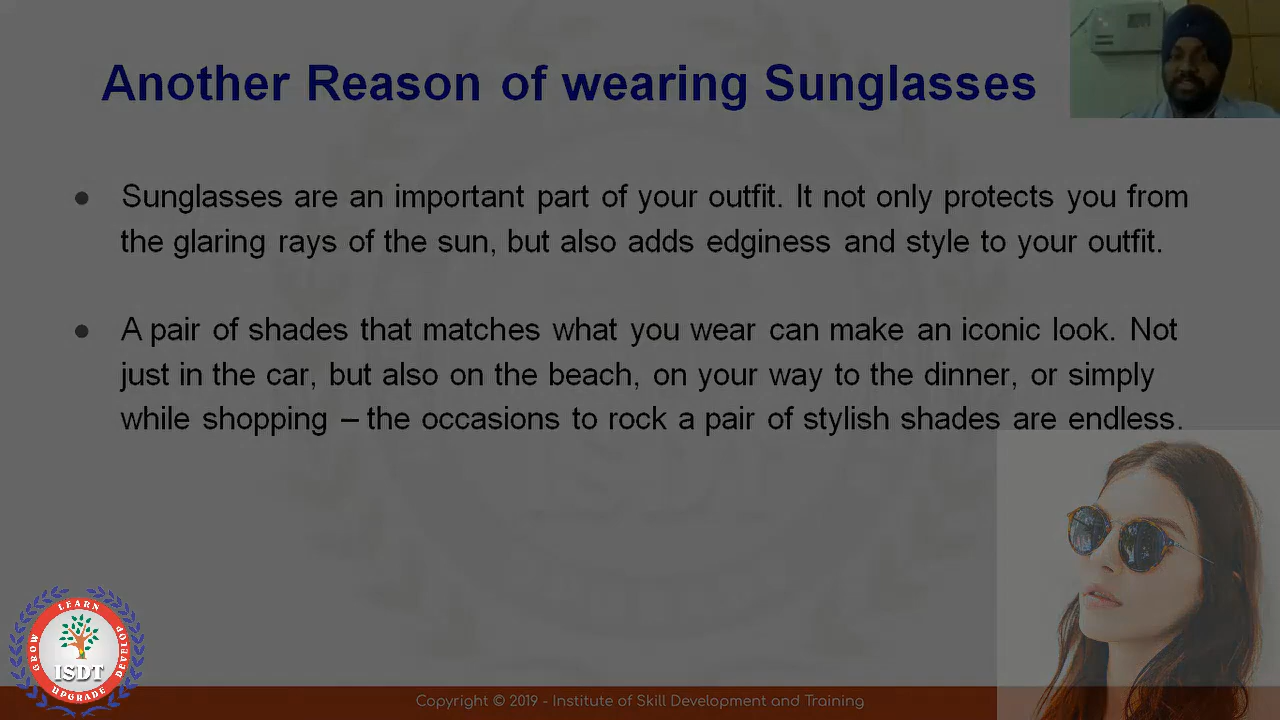 Another Reason of wearing Sunglasses
● Sunglasses are an important part of your outfit. It not only protects you from
the glaring rays of the sun, but also adds edginess and style to your outfit.
● A pair of shades that matches what you wear can make an iconic look. Not
just in the car, but also on the beach, on your way to the dinner, or simply
while shopping – the occasions to rock a pair of stylish shades are endless.
LEARN
GROW
DEVELOP
ISDT
UPGRADE
Copyright © 2019 - Institute of Skill Development and Training